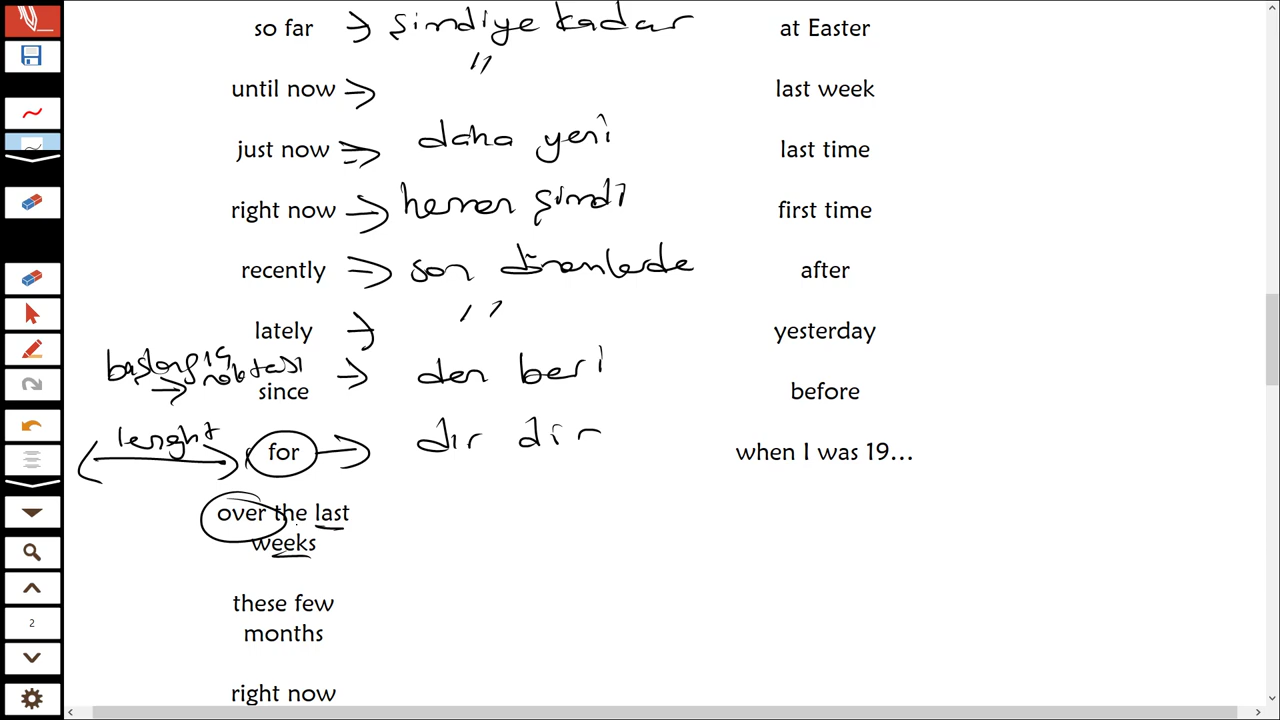 so far → şimdiye kadar at Easter
until now → " last week
just now → daha yeni last time
right now → hemen şimdi first time
recently → son dönemlerde after
lately → " yesterday
başlangıç noktası
→ since → den beri before
lenght
for → dır dir when I was 19...
over the last
weeks
these few
months
right now
2